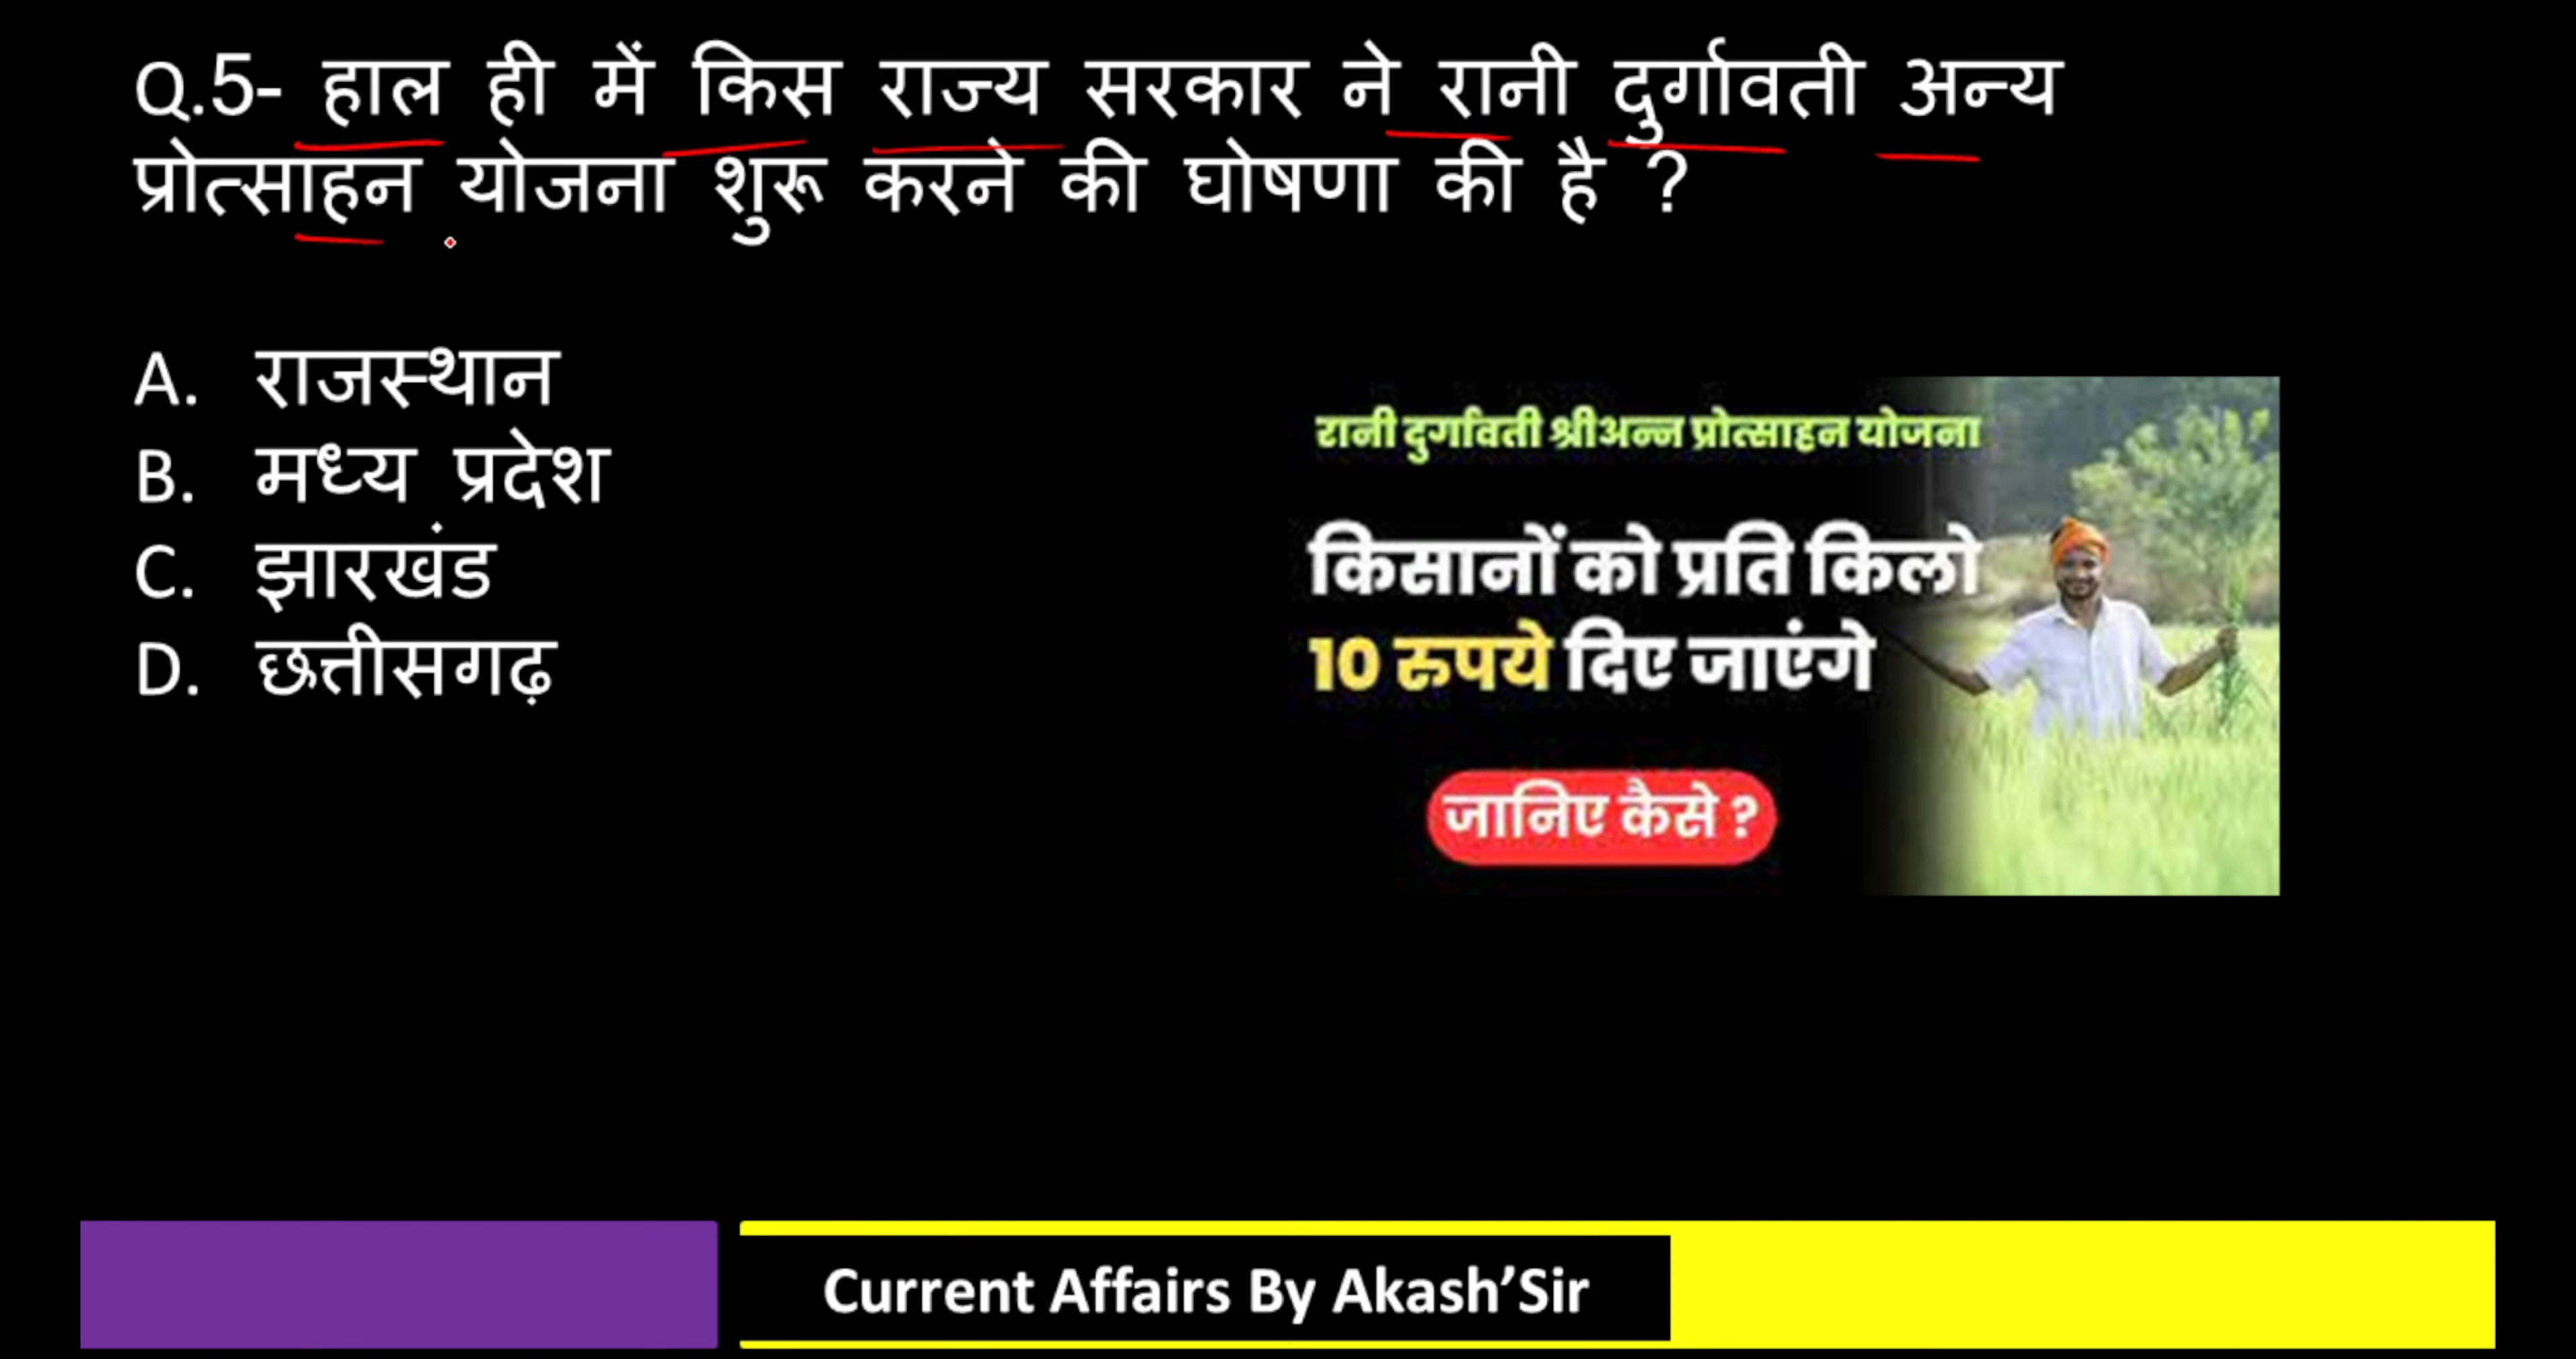 Q.5- हाल ही में किस राज्य सरकार ने रानी दुर्गावती अन्य
प्रोत्साहन योजना शुरू करने की घोषणा की है ?
A. राजस्थान
B. मध्य प्रदेश
C. झारखंड
D. छत्तीसगढ़
रानी दुर्गावती श्रीअन्न प्रोत्साहन योजना
किसानों को प्रति किलो
10 रुपये दिए जाएंगे
जानिए कैसे ?
Current Affairs By Akash’Sir